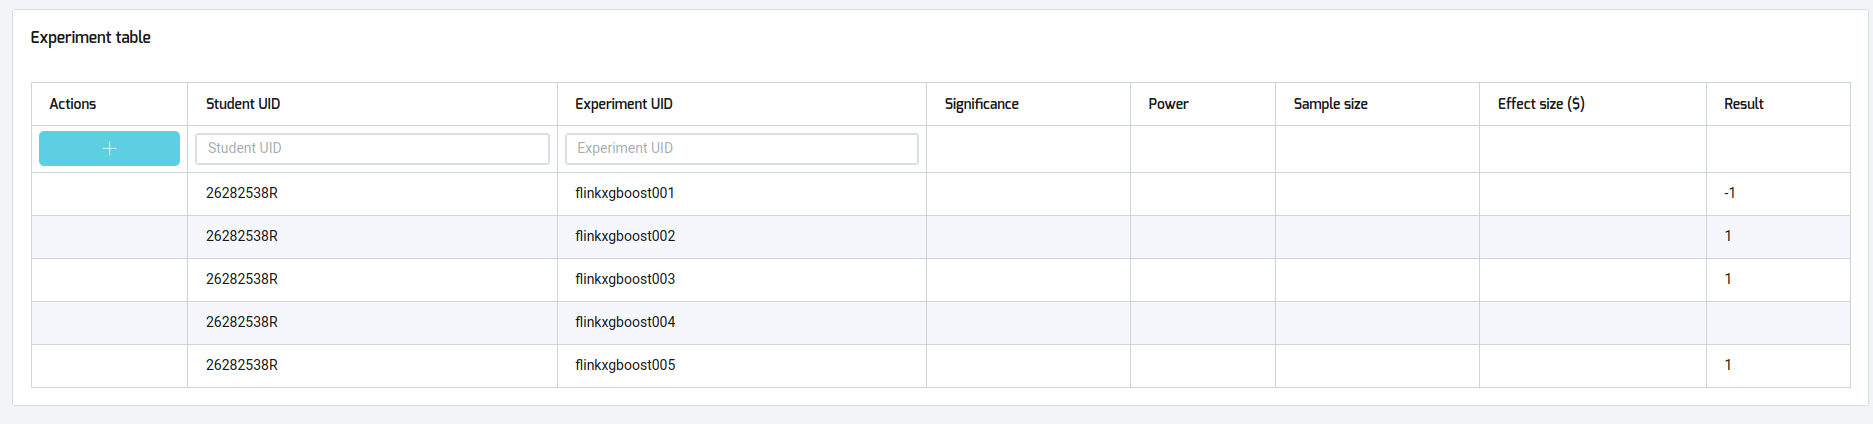 Experiment table
Actions Student UID Experiment UID Significance Power Sample size Effect size ($) Result
+ Student UID Experiment UID
26282538R flinkxgboost001 -1
26282538R flinkxgboost002 1
26282538R flinkxgboost003 1
26282538R flinkxgboost004
26282538R flinkxgboost005 1